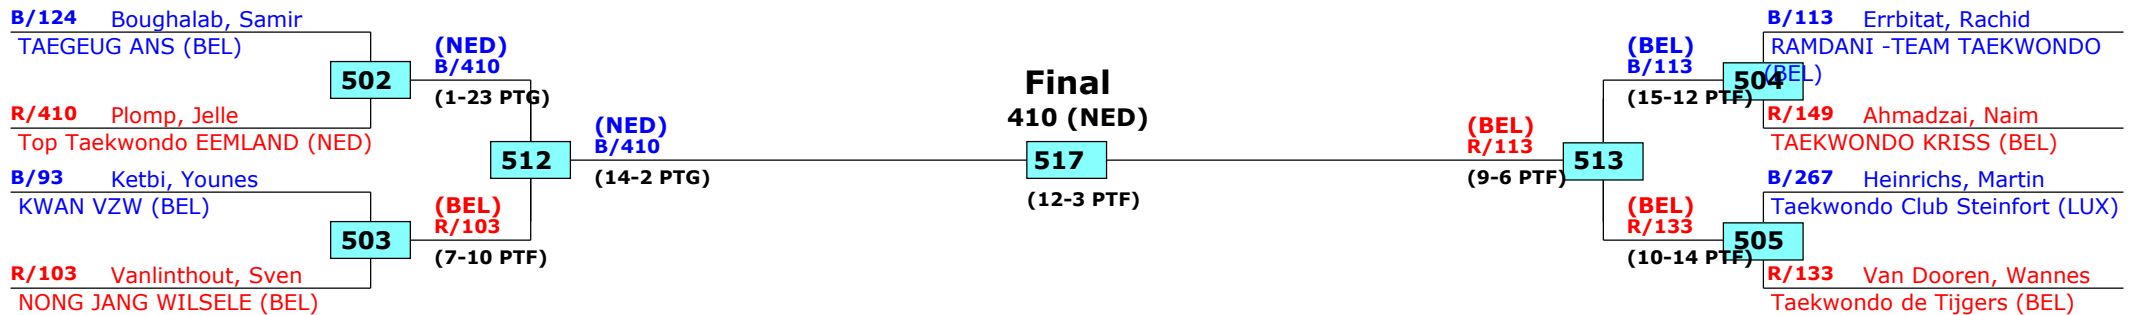 B/124 Boughalab, Samir
TAEGEUG ANS (BEL)
502
R/410 Plomp, Jelle
Top Taekwondo EEMLAND (NED)
B/93 Ketbi, Younes
KWAN VZW (BEL)
503
R/103 Vanlinthout, Sven
NONG JANG WILSELE (BEL)
(NED)
B/410
(1-23 PTG)
512
(BEL)
R/103
(7-10 PTF)
(NED)
B/410
(14-2 PTG)
Final
410 (NED)
517
(12-3 PTF)
(BEL)
R/113
(9-6 PTF)
513
(BEL)
B/113
(15-12 PTF)
(BEL)
R/133
(10-14 PTF)
B/113 Errbitat, Rachid
RAMDANI -TEAM TAEKWONDO
(BEL)
504
R/149 Ahmadzai, Naim
TAEKWONDO KRISS (BEL)
B/267 Heinrichs, Martin
Taekwondo Club Steinfort (LUX)
505
R/133 Van Dooren, Wannes
Taekwondo de Tijgers (BEL)